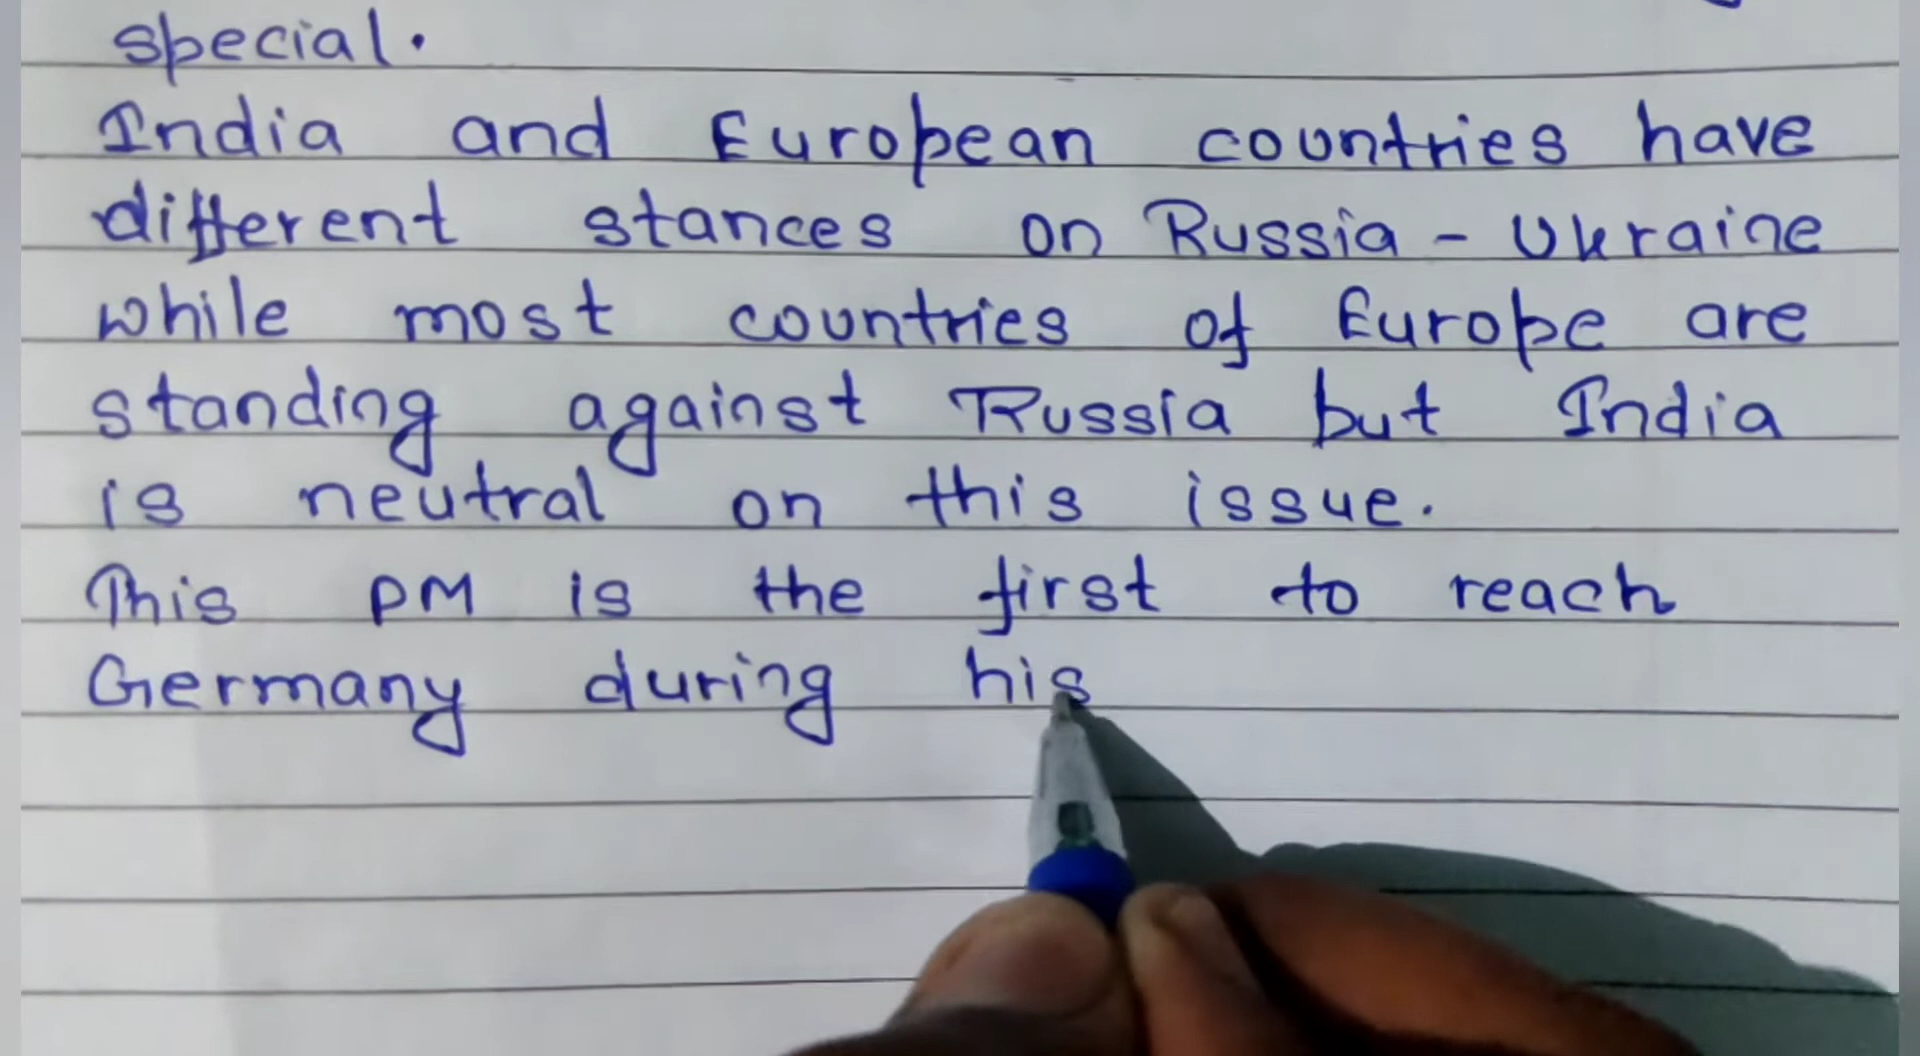 special.
India and European countries have
different stances on Russia - Ukraine
while most countries of Europe are
standing against Russia but India
is neutral on this issue.
This PM is the first to reach
Germany during his